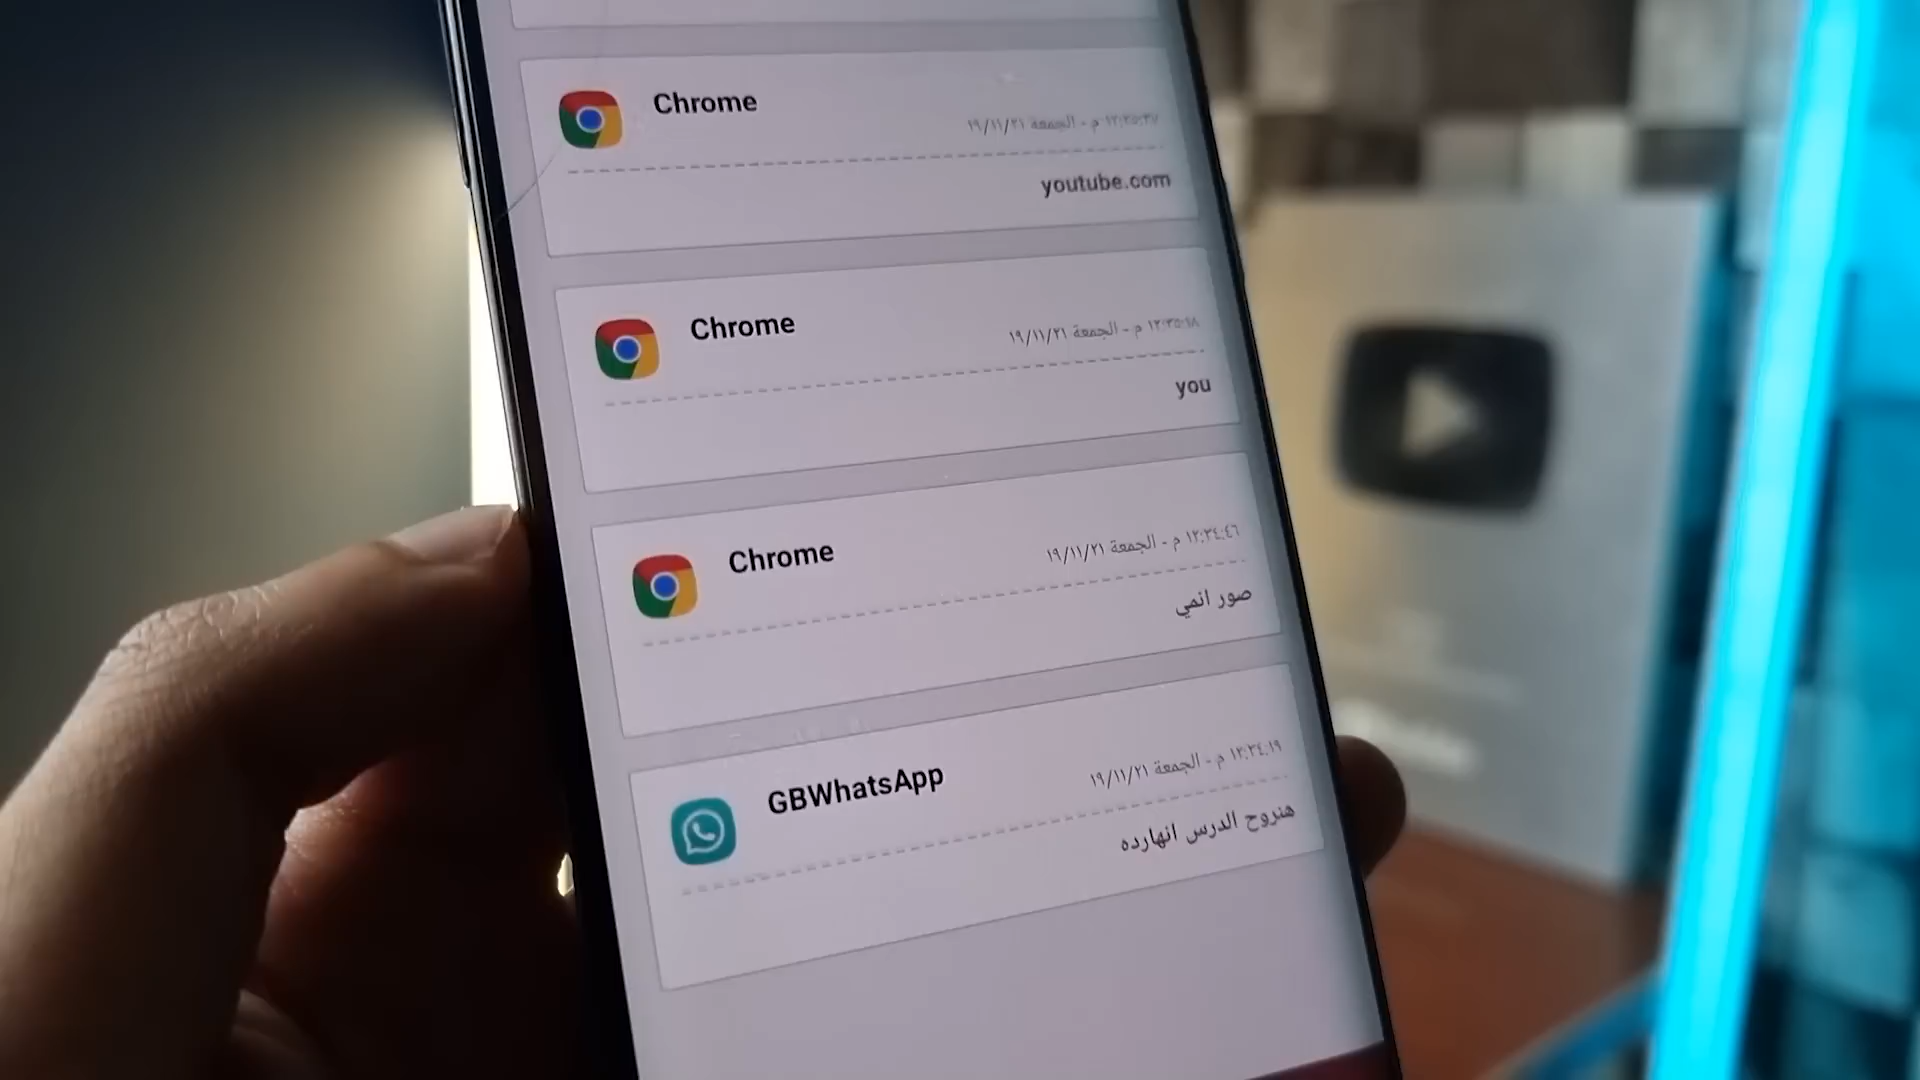 Chrome
١٢:٣٥:٢٧ م - الجمعة ١٩/١١/٢١
youtube.com
Chrome
١٢:٣٥:١٨ م - الجمعة ١٩/١١/٢١
you
Chrome
١٢:٣٤:٤٦ م - الجمعة ١٩/١١/٢١
صور انمي
GBWhatsApp
١٢:٣٤:١٩ م - الجمعة ١٩/١١/٢١
هنروح الدرس انهارده